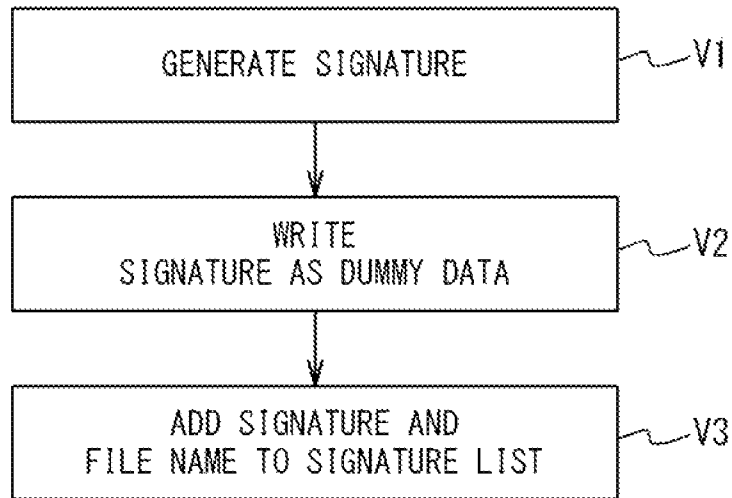 GENERATE SIGNATURE
V1
WRITE
SIGNATURE AS DUMMY DATA
V2
ADD SIGNATURE AND
FILE NAME TO SIGNATURE LIST
V3